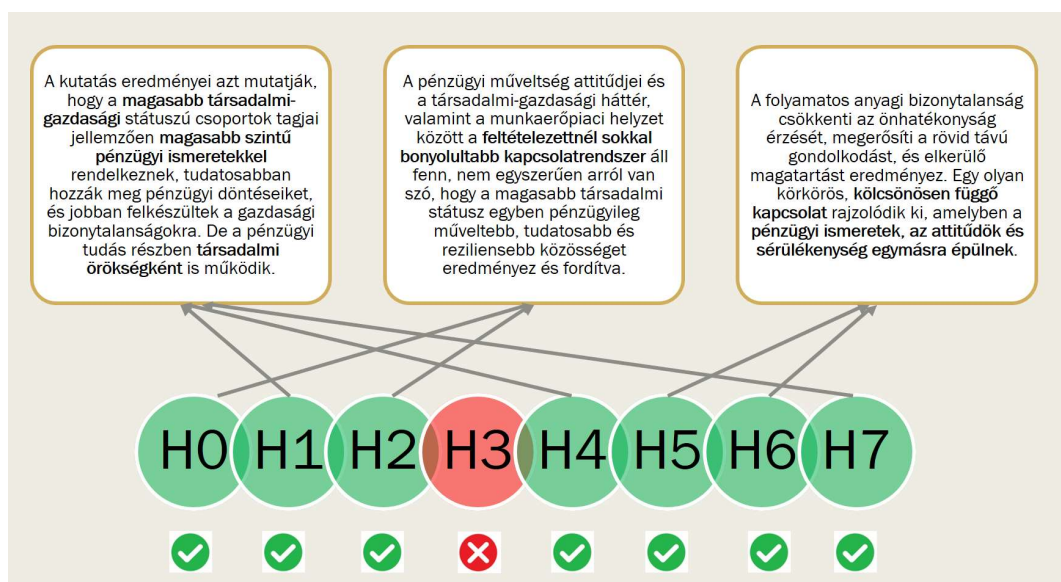 A kutatás eredményei azt mutatják,
hogy a magasabb társadalmi-
gazdasági státuszú csoportok tagjai
jellemzően magasabb szintű
pénzügyi ismeretekkel
rendelkeznek, tudatosabban
hozzák meg pénzügyi döntéseiket,
és jobban felkészültek a gazdasági
bizonytalanságokra. De a pénzügyi
tudás részben társadalmi
örökségként is működik.
A pénzügyi műveltség attitűdjei és
a társadalmi-gazdasági háttér,
valamint a munkaerőpiaci helyzet
között a feltételezettnél sokkal
bonyolultabb kapcsolatrendszer áll
fenn, nem egyszerűen arról van
szó, hogy a magasabb társadalmi
státusz egyben pénzügyileg
műveltebb, tudatosabb és
reziliensebb közösséget
eredményez és fordítva.
A folyamatos anyagi bizonytalanság
csökkenti az önhatékonyság
érzését, megerősíti a rövid távú
gondolkodást, és elkerülő
magatartást eredményez. Egy olyan
körkörös, kölcsönösen függő
kapcsolat rajzolódik ki, amelyben a
pénzügyi ismeretek, az attitűdök és
sérülékenység egymásra épülnek.
H0 H1 H2 H3 H4 H5 H6 H7